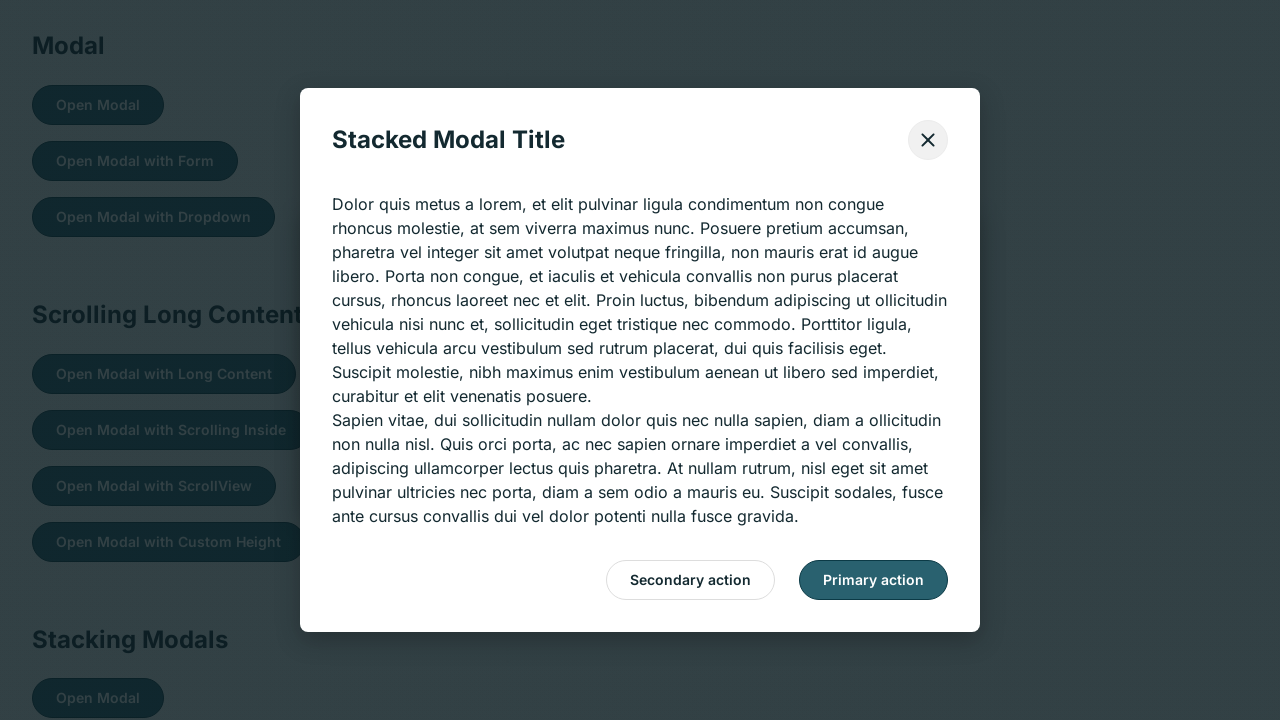 Modal
Open Modal
Open Modal with Form
Open Modal with Dropdown
Scrolling Long Content
Open Modal with Long Content
Open Modal with Scrolling Inside
Open Modal with ScrollView
Open Modal with Custom Height
Stacking Modals
Open Modal
Stacked Modal Title
Dolor quis metus a lorem, et elit pulvinar ligula condimentum non congue
rhoncus molestie, at sem viverra maximus nunc. Posuere pretium accumsan,
pharetra vel integer sit amet volutpat neque fringilla, non mauris erat id augue
libero. Porta non congue, et iaculis et vehicula convallis non purus placerat
cursus, rhoncus laoreet nec et elit. Proin luctus, bibendum adipiscing ut ollicitudin
vehicula nisi nunc et, sollicitudin eget tristique nec commodo. Porttitor ligula,
tellus vehicula arcu vestibulum sed rutrum placerat, dui quis facilisis eget.
Suscipit molestie, nibh maximus enim vestibulum aenean ut libero sed imperdiet,
curabitur et elit venenatis posuere.
Sapien vitae, dui sollicitudin nullam dolor quis nec nulla sapien, diam a ollicitudin
non nulla nisl. Quis orci porta, ac nec sapien ornare imperdiet a vel convallis,
adipiscing ullamcorper lectus quis pharetra. At nullam rutrum, nisl eget sit amet
pulvinar ultricies nec porta, diam a sem odio a mauris eu. Suscipit sodales, fusce
ante cursus convallis dui vel dolor potenti nulla fusce gravida.
Secondary action
Primary action